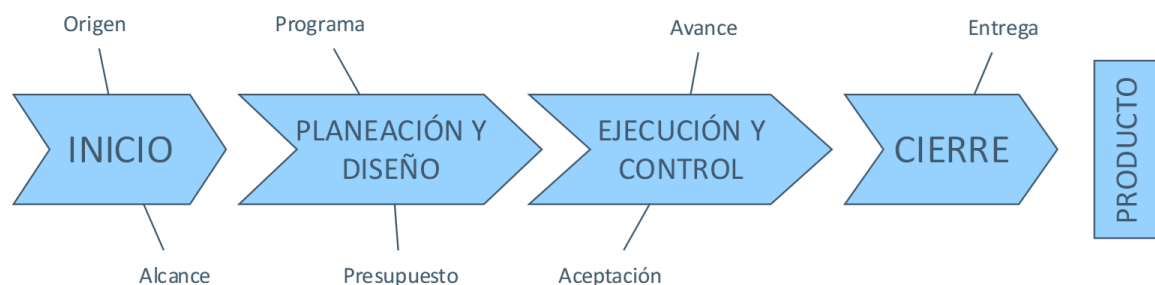 Origen
Programa
Avance
Entrega
INICIO
PLANEACIÓN Y
DISEÑO
EJECUCIÓN Y
CONTROL
CIERRE
PRODUCTO
Alcance
Presupuesto
Aceptación